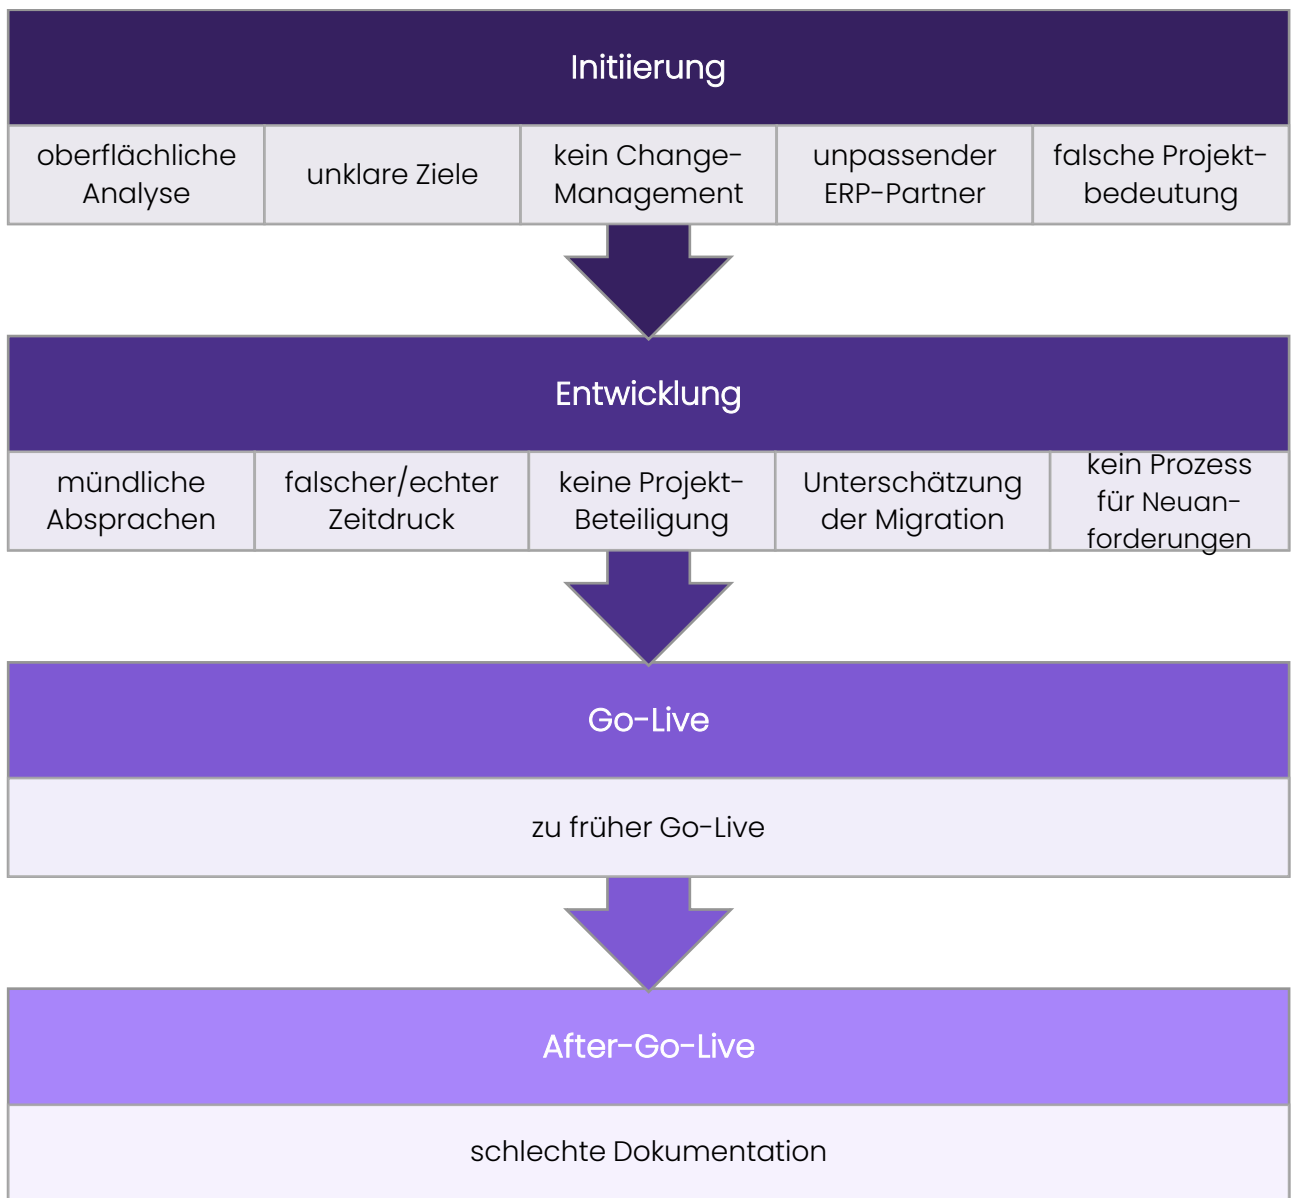 Initiierung
oberflächliche
Analyse
unklare Ziele
kein Change-
Management
unpassender
ERP-Partner
falsche Projekt-
bedeutung
Entwicklung
mündliche
Absprachen
falscher/echter
Zeitdruck
keine Projekt-
Beteiligung
Unterschätzung
der Migration
kein Prozess
für Neuan-
forderungen
Go-Live
zu früher Go-Live
After-Go-Live
schlechte Dokumentation